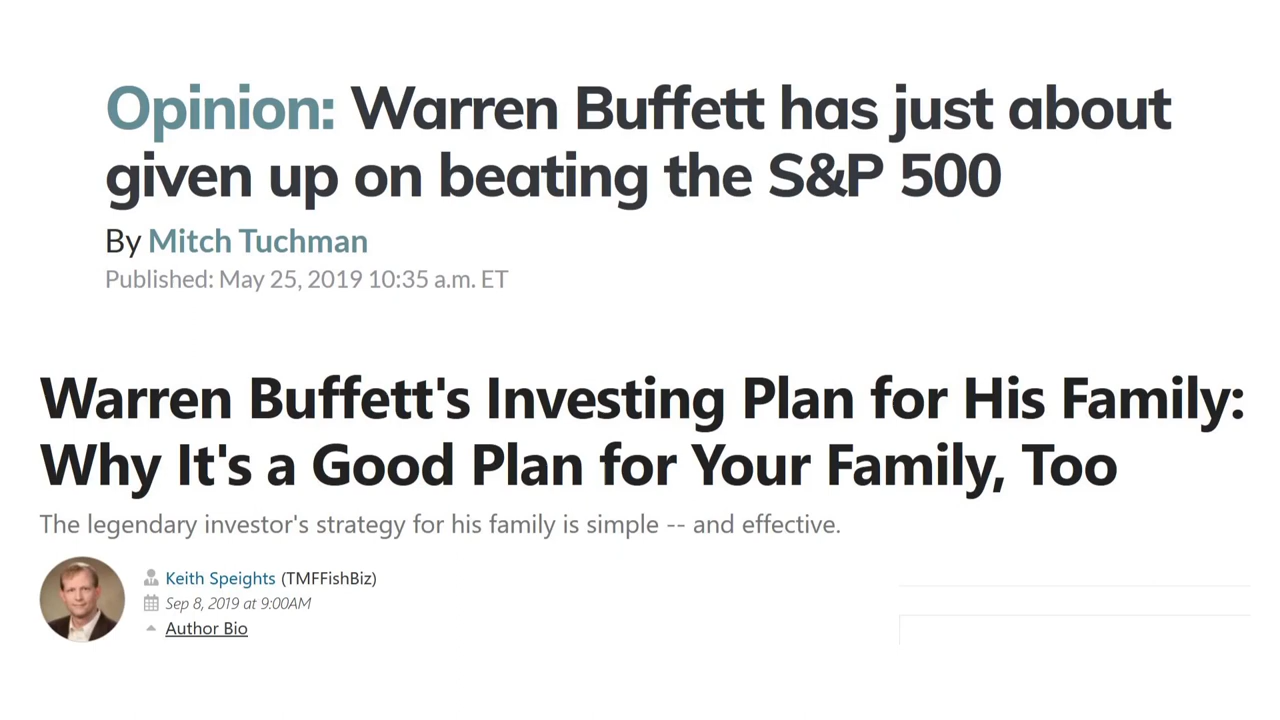 Opinion: Warren Buffett has just about
given up on beating the S&P 500
By Mitch Tuchman
Published: May 25, 2019 10:35 a.m. ET
Warren Buffett's Investing Plan for His Family:
Why It's a Good Plan for Your Family, Too
The legendary investor's strategy for his family is simple -- and effective.
Keith Speights (TMFFishBiz)
Sep 8, 2019 at 9:00AM
Author Bio